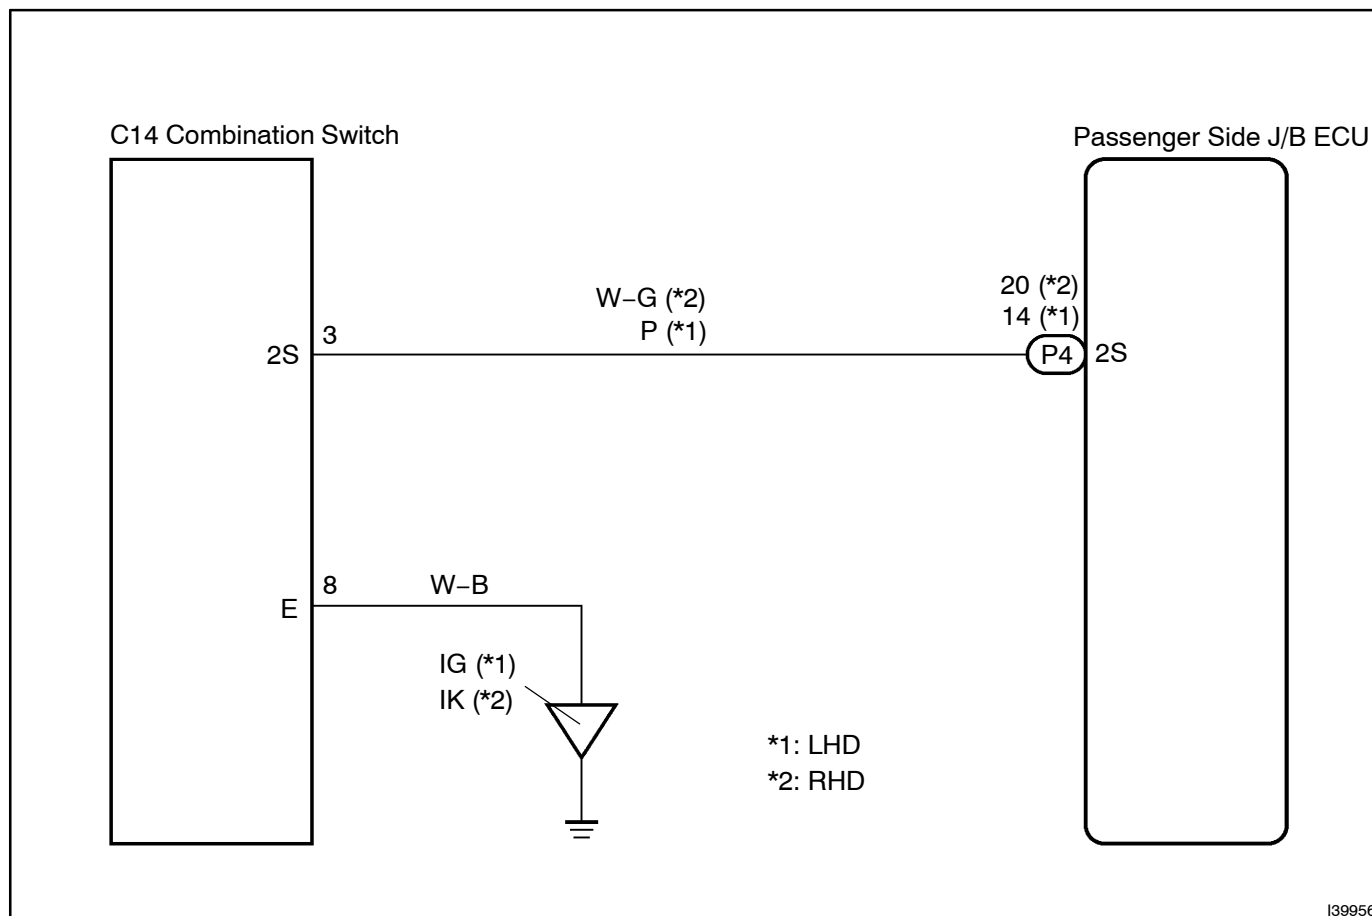 C14 Combination Switch
Passenger Side J/B ECU
W−G (*2)
P (*1)
20 (*2)
14 (*1)
2S
3
P4
2S
E
8
W−B
IG (*1)
IK (*2)
*1: LHD
*2: RHD
I39956